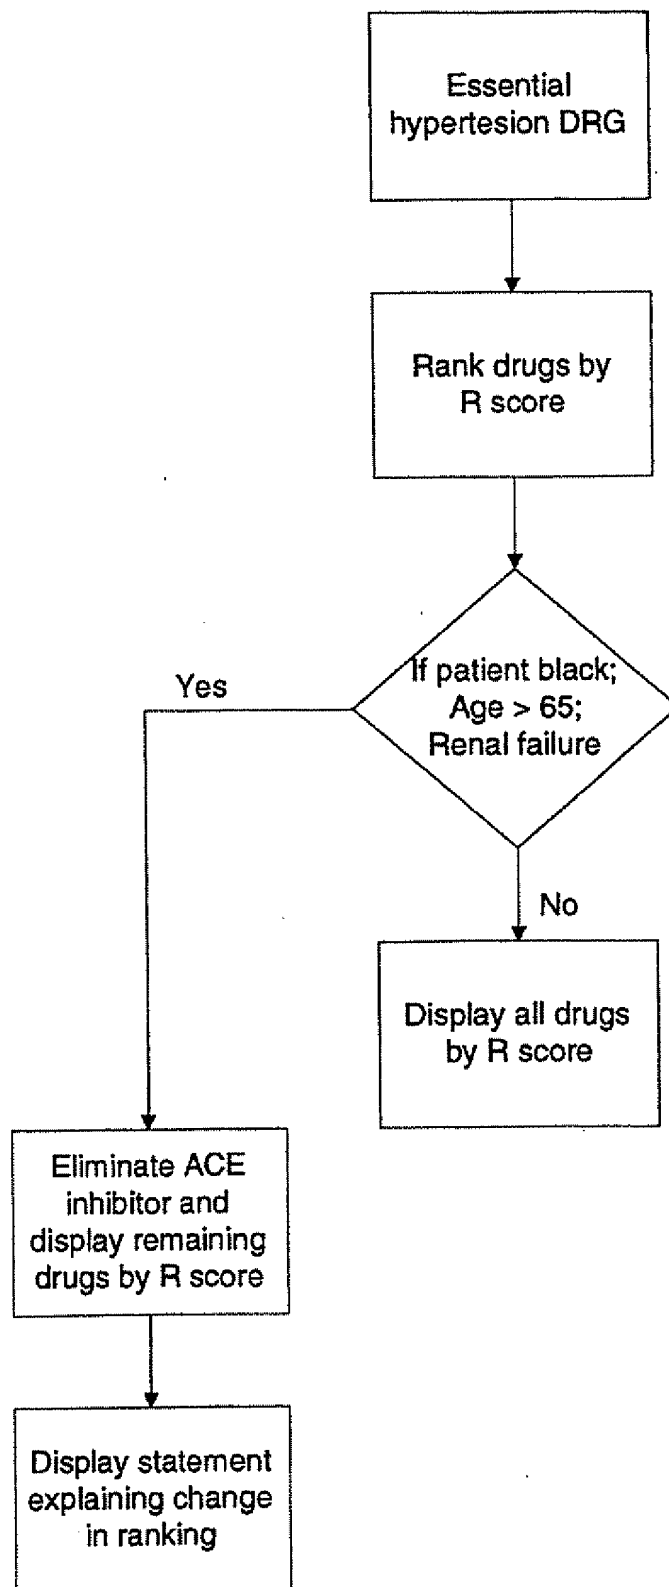 Essential
hypertesion DRG
Rank drugs by
R score
If patient black;
Age > 65;
Renal failure
Yes
No
Display all drugs
by R score
Eliminate ACE
inhibitor and
display remaining
drugs by R score
Display statement
explaining change
in ranking